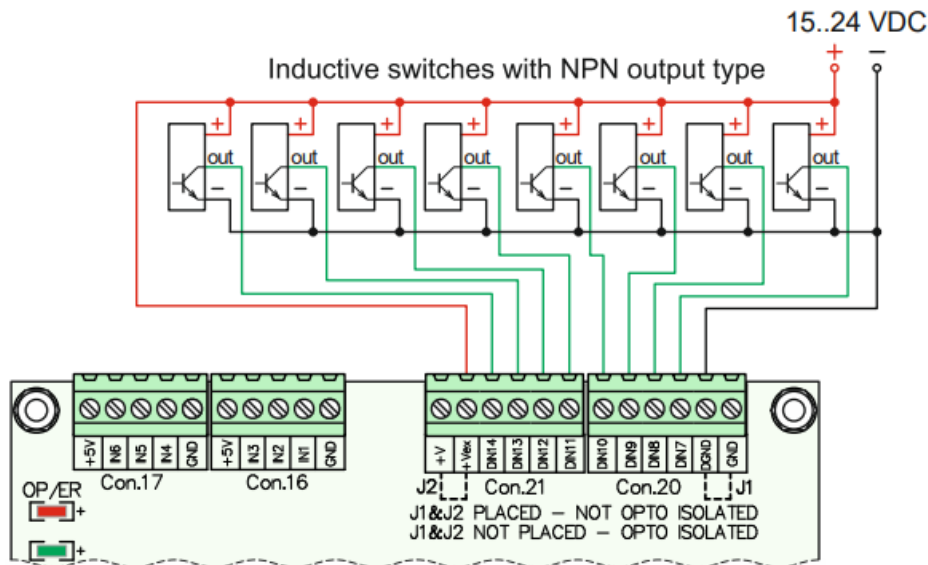 15..24 VDC
+ −
Inductive switches with NPN output type
+ + + + + + + +
out out out out out out out out
− − − − − − − −
+5V IN6 IN5 IN4 GND +5V IN3 IN2 IN1 GND +V +Vex DIN14 DIN13 DIN12 DIN11 DIN10 DIN9 DIN8 DIN7 DGND GND
Con.17 Con.16 J2 Con.21 Con.20 J1
OP/ER
+
J1&J2 PLACED – NOT OPTO ISOLATED
J1&J2 NOT PLACED – OPTO ISOLATED
+